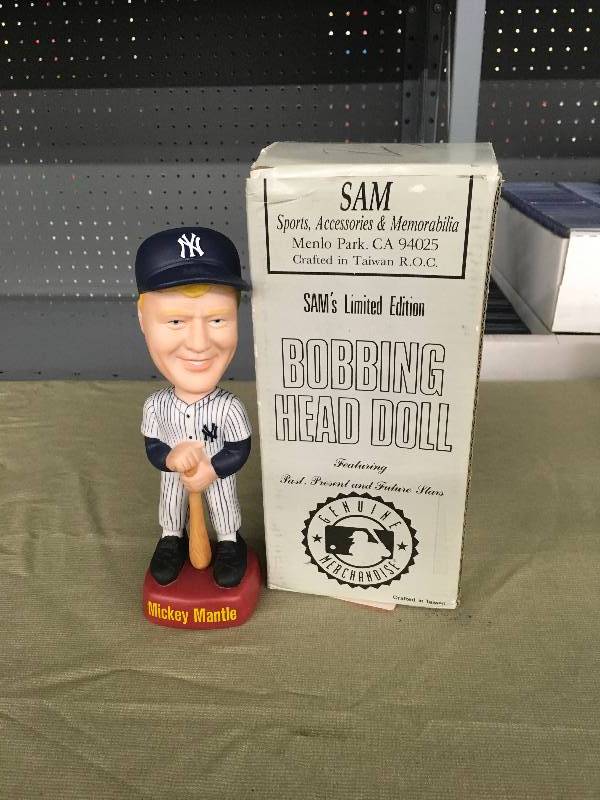 NY
NY
Mickey Mantle
SAM
Sports, Accessories & Memorabilia
Menlo Park. CA 94025
Crafted in Taiwan R.O.C.
SAM's Limited Edition
BOBBING
HEAD DOLL
Featuring
Past, Present and Future Stars
GENUINE
MERCHANDISE
Crafted in Taiwan